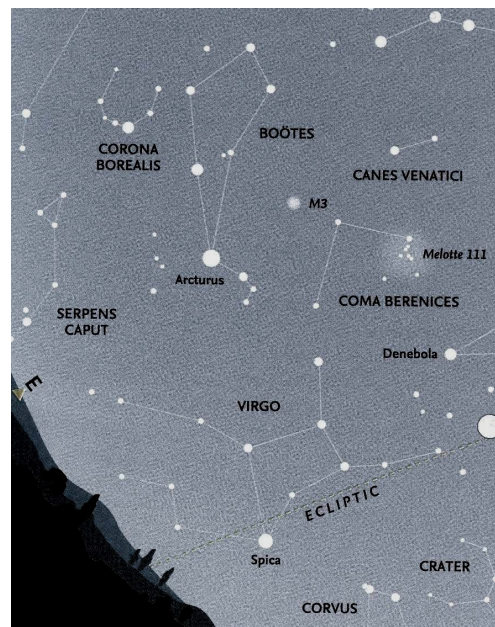 BOÖTES
CORONA
BOREALIS
CANES VENATICI
M3
Melotte 111
Arcturus
COMA BERENICES
SERPENS
CAPUT
Denebola
E
VIRGO
ECLIPTIC
Spica
CRATER
CORVUS